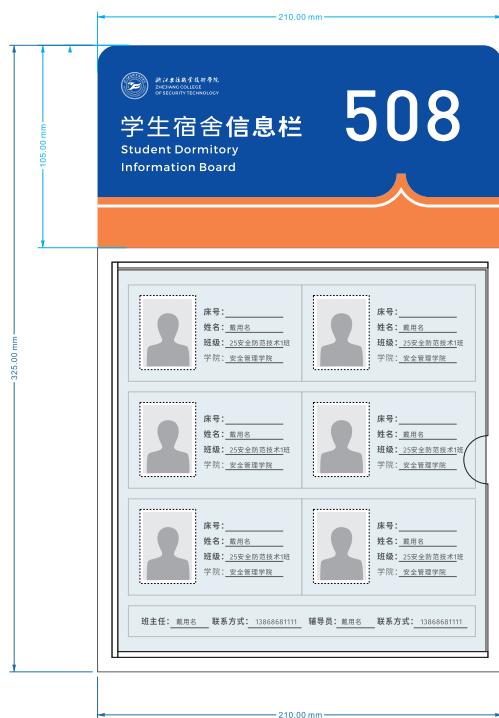 210.00 mm
浙江安防职业技术学院
ZHEJIANG COLLEGE
OF SECURITY TECHNOLOGY
学生宿舍信息栏
508
Student Dormitory
Information Board
105.00 mm
325.00 mm
床号：
姓名：戴用名
班级：25安全防范技术1班
学院：安全管理学院
床号：
姓名：戴用名
班级：25安全防范技术1班
学院：安全管理学院
床号：
姓名：戴用名
班级：25安全防范技术1班
学院：安全管理学院
床号：
姓名：戴用名
班级：25安全防范技术1班
学院：安全管理学院
床号：
姓名：戴用名
班级：25安全防范技术1班
学院：安全管理学院
床号：
姓名：戴用名
班级：25安全防范技术1班
学院：安全管理学院
班主任：戴用名 联系方式：13868681111 辅导员：戴用名 联系方式：13868681111
210.00 mm